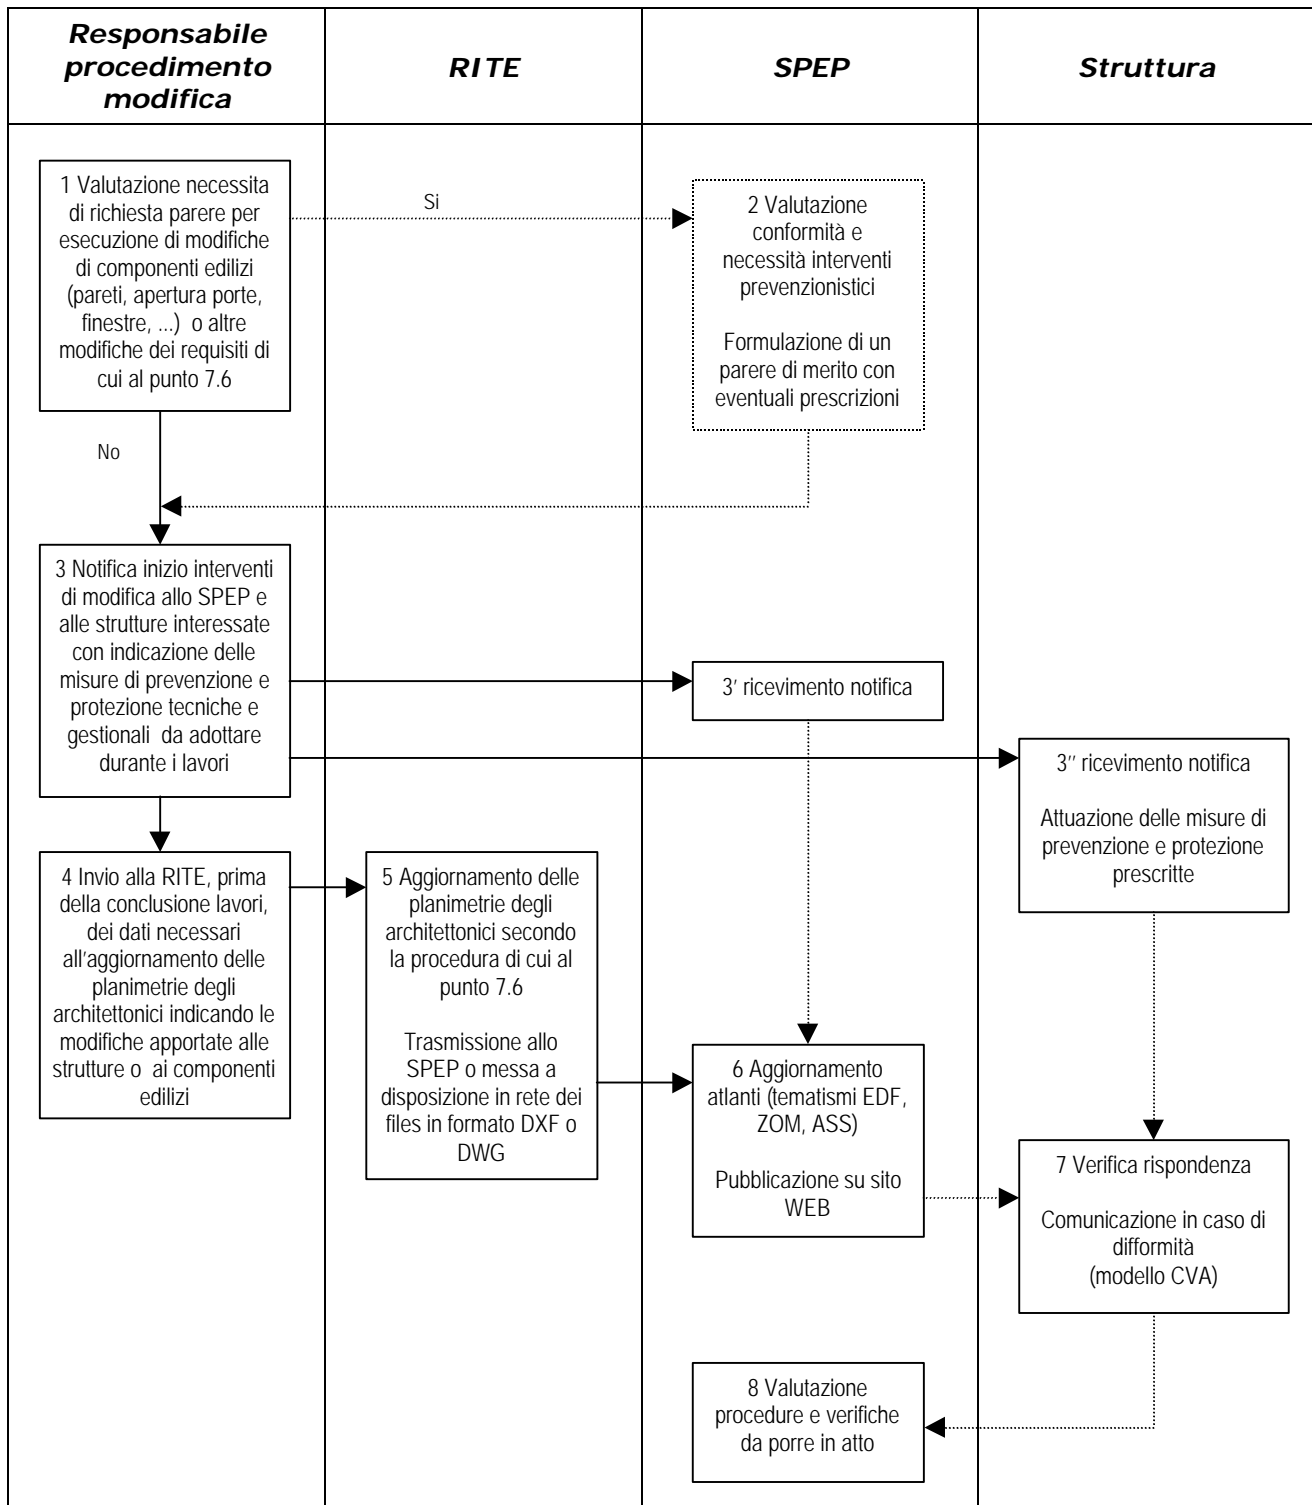 Responsabile
procedimento
modifica
RITE
SPEP
Struttura
1 Valutazione necessita
di richiesta parere per
esecuzione di modifiche
di componenti edilizi
(pareti, apertura porte,
finestre, ...) o altre
modifiche dei requisiti di
cui al punto 7.6
Si
2 Valutazione
conformità e
necessità interventi
prevenzionistici
Formulazione di un
parere di merito con
eventuali prescrizioni
No
3 Notifica inizio interventi
di modifica allo SPEP e
alle strutture interessate
con indicazione delle
misure di prevenzione e
protezione tecniche e
gestionali da adottare
durante i lavori
3' ricevimento notifica
3'' ricevimento notifica
Attuazione delle misure di
prevenzione e protezione
prescritte
4 Invio alla RITE, prima
della conclusione lavori,
dei dati necessari
all'aggiornamento delle
planimetrie degli
architettonici indicando le
modifiche apportate alle
strutture o ai componenti
edilizi
5 Aggiornamento delle
planimetrie degli
architettonici secondo
la procedura di cui al
punto 7.6
Trasmissione allo
SPEP o messa a
disposizione in rete dei
files in formato DXF o
DWG
6 Aggiornamento
atlanti (tematismi EDF,
ZOM, ASS)
Pubblicazione su sito
WEB
7 Verifica rispondenza
Comunicazione in caso di
difformità
(modello CVA)
8 Valutazione
procedure e verifiche
da porre in atto